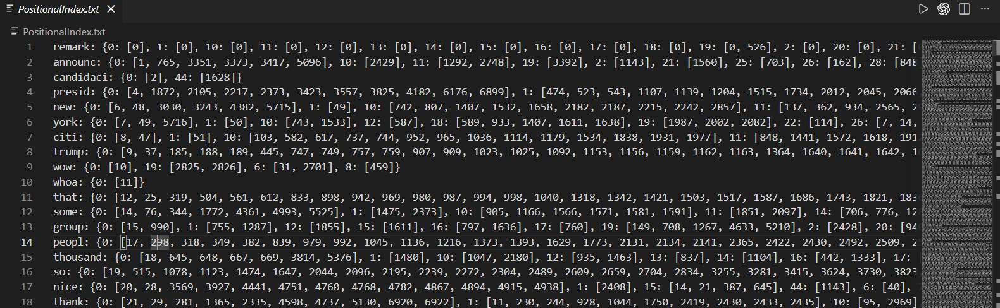 PositionalIndex.txt
PositionalIndex.txt
1 remark: {0: [0], 1: [0], 10: [0], 11: [0], 12: [0], 13: [0], 14: [0], 15: [0], 16: [0], 17: [0], 18: [0], 19: [0, 526], 2: [0], 20: [0], 21: [
2 announc: {0: [1, 765, 3351, 3373, 3417, 5096], 10: [2429], 11: [1292, 2748], 19: [3392], 2: [1143], 21: [1560], 25: [703], 26: [162], 28: [848
3 candidaci: {0: [2], 44: [1628]}
4 presid: {0: [4, 1872, 2105, 2217, 2373, 3423, 3557, 3825, 4182, 6176, 6899], 1: [474, 523, 543, 1107, 1139, 1204, 1515, 1734, 2012, 2045, 2066
5 new: {0: [6, 48, 3030, 3243, 4382, 5715], 1: [49], 10: [742, 807, 1407, 1532, 1658, 2182, 2187, 2215, 2242, 2857], 11: [137, 362, 934, 2565, 2
6 york: {0: [7, 49, 5716], 1: [50], 10: [743, 1533], 12: [587], 18: [589, 933, 1407, 1611, 1638], 19: [1987, 2002, 2082], 22: [114], 26: [7, 14,
7 citi: {0: [8, 47], 1: [51], 10: [103, 582, 617, 737, 744, 952, 965, 1036, 1114, 1179, 1534, 1838, 1931, 1977], 11: [848, 1441, 1572, 1618, 191
8 trump: {0: [9, 37, 185, 188, 189, 445, 747, 749, 757, 759, 907, 909, 1023, 1025, 1092, 1153, 1156, 1159, 1162, 1163, 1364, 1640, 1641, 1642, 1
9 wow: {0: [10], 19: [2825, 2826], 6: [31, 2701], 8: [459]}
10 whoa: {0: [11]}
11 that: {0: [12, 25, 319, 504, 561, 612, 833, 898, 942, 969, 980, 987, 994, 998, 1040, 1318, 1342, 1421, 1503, 1517, 1587, 1686, 1743, 1821, 183
12 some: {0: [14, 76, 344, 1772, 4361, 4993, 5525], 1: [1475, 2373], 10: [905, 1166, 1566, 1571, 1581, 1591], 11: [1851, 2097], 14: [706, 776, 12
13 group: {0: [15, 990], 1: [755, 1287], 12: [1855], 15: [1611], 16: [797, 1636], 17: [760], 19: [149, 708, 1267, 4633, 5210], 2: [2428], 20: [94
14 peopl: {0: [17, 298, 318, 349, 382, 839, 979, 992, 1045, 1136, 1216, 1373, 1393, 1629, 1773, 2131, 2134, 2141, 2365, 2422, 2430, 2492, 2509, 2
15 thousand: {0: [18, 645, 648, 667, 669, 3814, 5376], 1: [1480], 10: [1047, 2180], 12: [935, 1463], 13: [837], 14: [1104], 16: [442, 1333], 17:
16 so: {0: [19, 515, 1078, 1123, 1474, 1647, 2044, 2096, 2195, 2239, 2272, 2304, 2489, 2609, 2659, 2704, 2834, 3255, 3281, 3415, 3624, 3730, 3823
17 nice: {0: [20, 28, 3569, 3927, 4441, 4751, 4760, 4768, 4782, 4867, 4894, 4915, 4938], 1: [2408], 15: [14, 21, 387, 645], 44: [1143], 6: [40],
18 thank: {0: [21, 29, 281, 1365, 2335, 4598, 4737, 5130, 6920, 6922], 1: [11, 230, 244, 928, 1044, 1750, 2419, 2430, 2433, 2435], 10: [95, 2969]